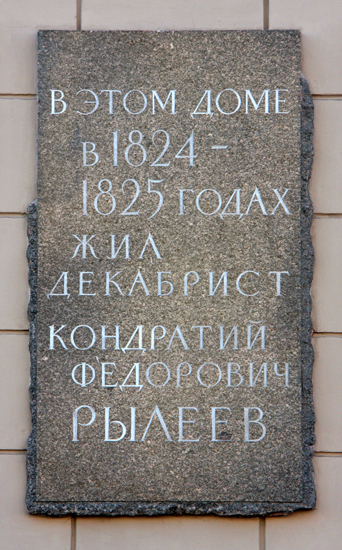 В ЭТОМ ДОМЕ
В 1824 –
1825 ГОДАХ
ЖИЛ
ДЕКАБРИСТ
КОНДРАТИЙ
ФЕДОРОВИЧ
РЫЛЕЕВ